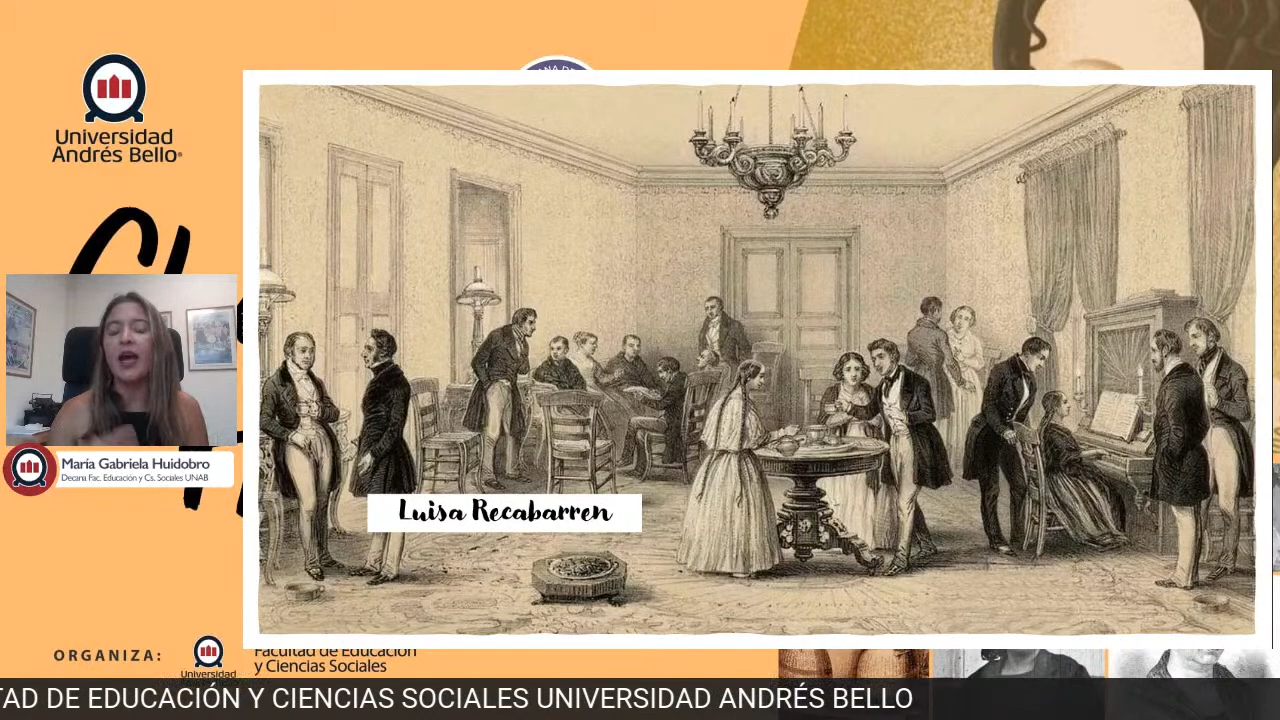 Universidad
Andrés Bello
María Gabriela Huidobro
Decana Fac. Educación y Cs. Sociales UNAB
Luisa Recabarren
ORGANIZA:
Universidad
Facultad de Educación
y Ciencias Sociales
TAD DE EDUCACIÓN Y CIENCIAS SOCIALES UNIVERSIDAD ANDRÉS BELLO